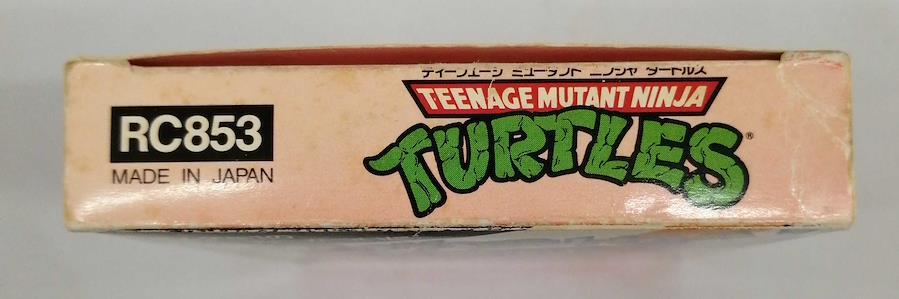 RC853
MADE IN JAPAN
ティーンエージ ミュータント ニンジャ タートルズ
TEENAGE MUTANT NINJA
TURTLES®